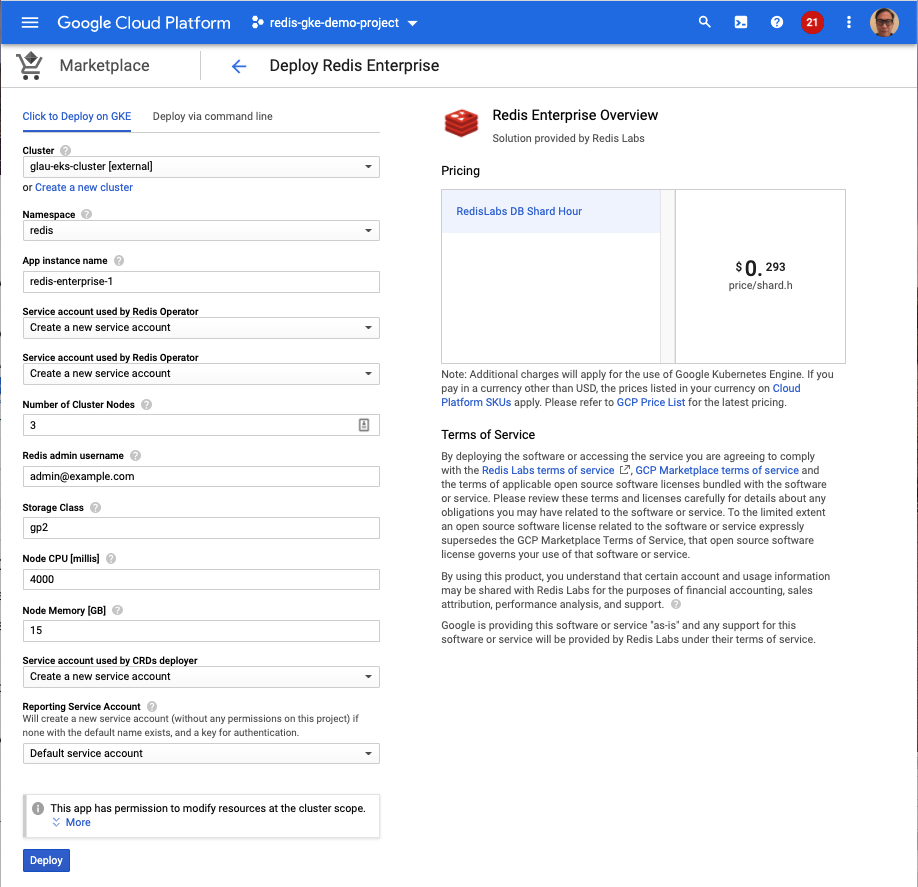 Google Cloud Platform redis-gke-demo-project 21
Marketplace Deploy Redis Enterprise
Click to Deploy on GKE Deploy via command line
Cluster ?
glau-eks-cluster [external]
or Create a new cluster
Namespace ?
redis
App instance name ?
redis-enterprise-1
Service account used by Redis Operator
Create a new service account
Service account used by Redis Operator
Create a new service account
Number of Cluster Nodes ?
3
Redis admin username ?
admin@example.com
Storage Class ?
gp2
Node CPU [millis] ?
4000
Node Memory [GB] ?
15
Service account used by CRDs deployer
Create a new service account
Reporting Service Account ?
Will create a new service account (without any permissions on this project) if
none with the default name exists, and a key for authentication.
Default service account
This app has permission to modify resources at the cluster scope.
More
Deploy
Redis Enterprise Overview
Solution provided by Redis Labs
Pricing
RedisLabs DB Shard Hour
$ 0. 293
price/shard.h
Note: Additional charges will apply for the use of Google Kubernetes Engine. If you
pay in a currency other than USD, the prices listed in your currency on Cloud
Platform SKUs apply. Please refer to GCP Price List for the latest pricing.
Terms of Service
By deploying the software or accessing the service you are agreeing to comply
with the Redis Labs terms of service , GCP Marketplace terms of service and
the terms of applicable open source software licenses bundled with the software
or service. Please review these terms and licenses carefully for details about any
obligations you may have related to the software or service. To the limited extent
an open source software license related to the software or service expressly
supersedes the GCP Marketplace Terms of Service, that open source software
license governs your use of that software or service.
By using this product, you understand that certain account and usage information
may be shared with Redis Labs for the purposes of financial accounting, sales
attribution, performance analysis, and support. ?
Google is providing this software or service "as-is" and any support for this
software or service will be provided by Redis Labs under their terms of service.